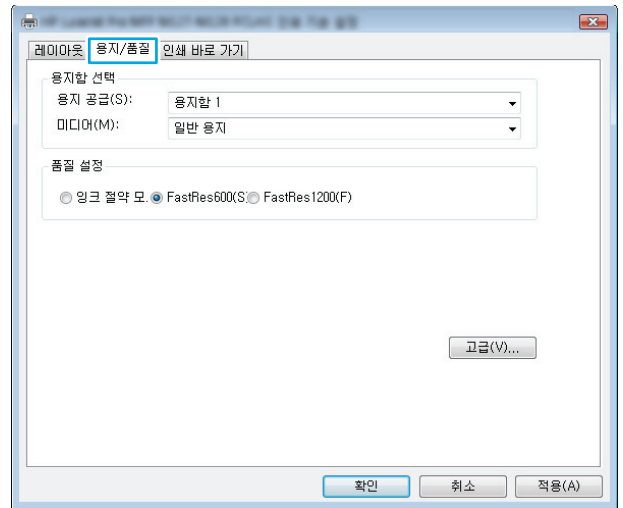 레이아웃 용지/품질 인쇄 바로 가기
용지함 선택
용지 공급(S): 용지함 1
미디어(M): 일반 용지
품질 설정
잉크 절약 모. FastRes600(S FastRes1200(F)
고급(V)...
확인 취소 적용(A)